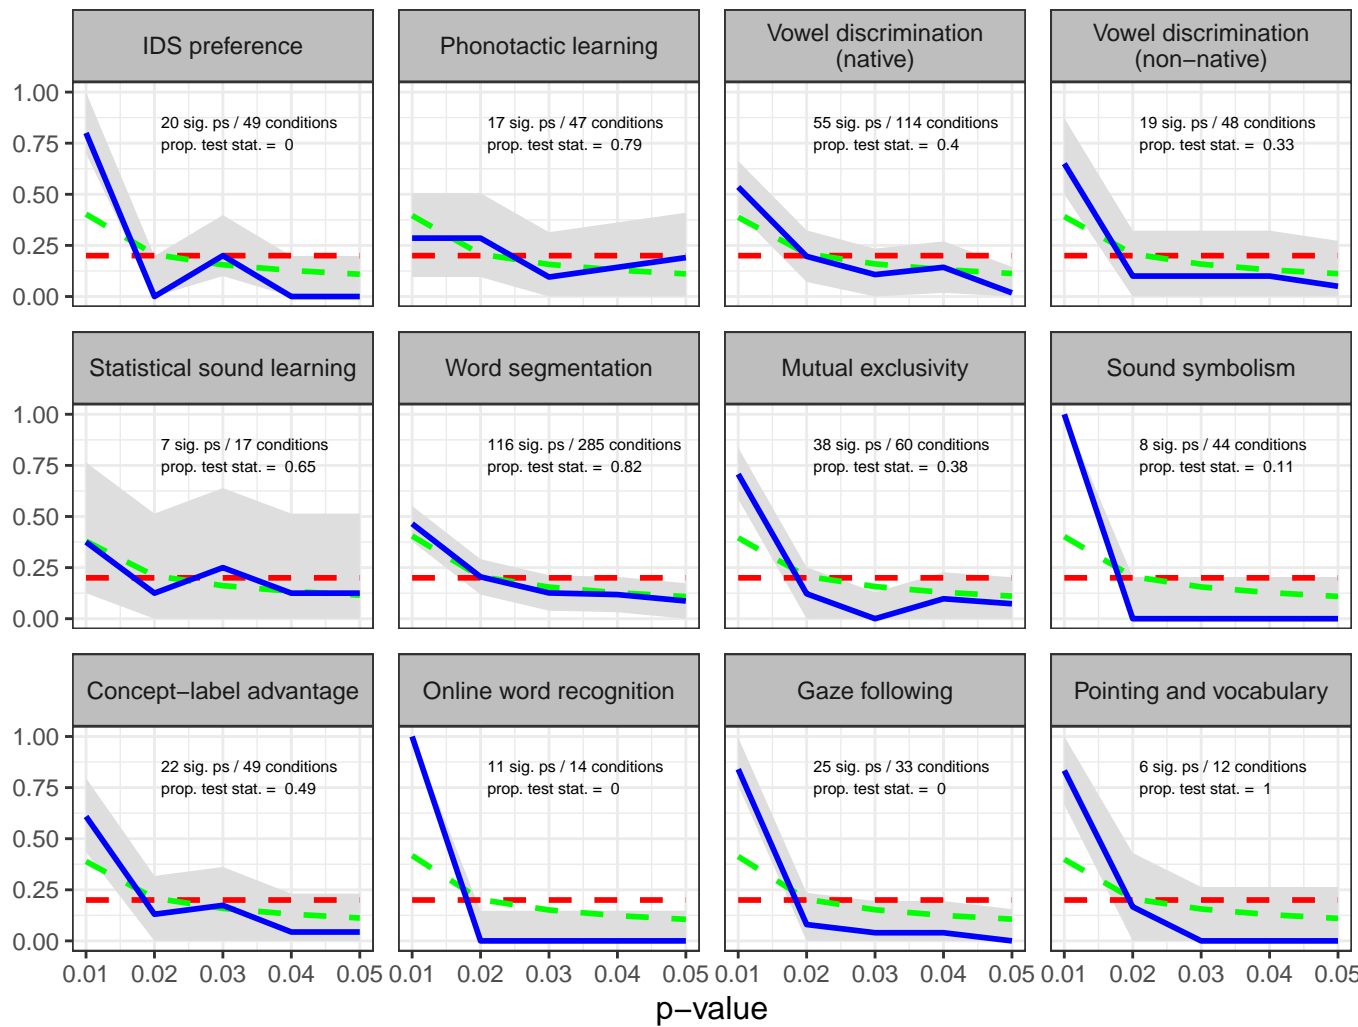 IDS preference
Phonotactic learning
Vowel discrimination
(native)
Vowel discrimination
(non−native)
1.00
0.75
0.50
0.25
0.00
20 sig. ps / 49 conditions
prop. test stat. = 0
17 sig. ps / 47 conditions
prop. test stat. = 0.79
55 sig. ps / 114 conditions
prop. test stat. = 0.4
19 sig. ps / 48 conditions
prop. test stat. = 0.33
Statistical sound learning
Word segmentation
Mutual exclusivity
Sound symbolism
1.00
0.75
0.50
0.25
0.00
7 sig. ps / 17 conditions
prop. test stat. = 0.65
116 sig. ps / 285 conditions
prop. test stat. = 0.82
38 sig. ps / 60 conditions
prop. test stat. = 0.38
8 sig. ps / 44 conditions
prop. test stat. = 0.11
Concept−label advantage
Online word recognition
Gaze following
Pointing and vocabulary
1.00
0.75
0.50
0.25
0.00
22 sig. ps / 49 conditions
prop. test stat. = 0.49
11 sig. ps / 14 conditions
prop. test stat. = 0
25 sig. ps / 33 conditions
prop. test stat. = 0
6 sig. ps / 12 conditions
prop. test stat. = 1
0.01 0.02 0.03 0.04 0.05
0.01 0.02 0.03 0.04 0.05
0.01 0.02 0.03 0.04 0.05
0.01 0.02 0.03 0.04 0.05
p−value